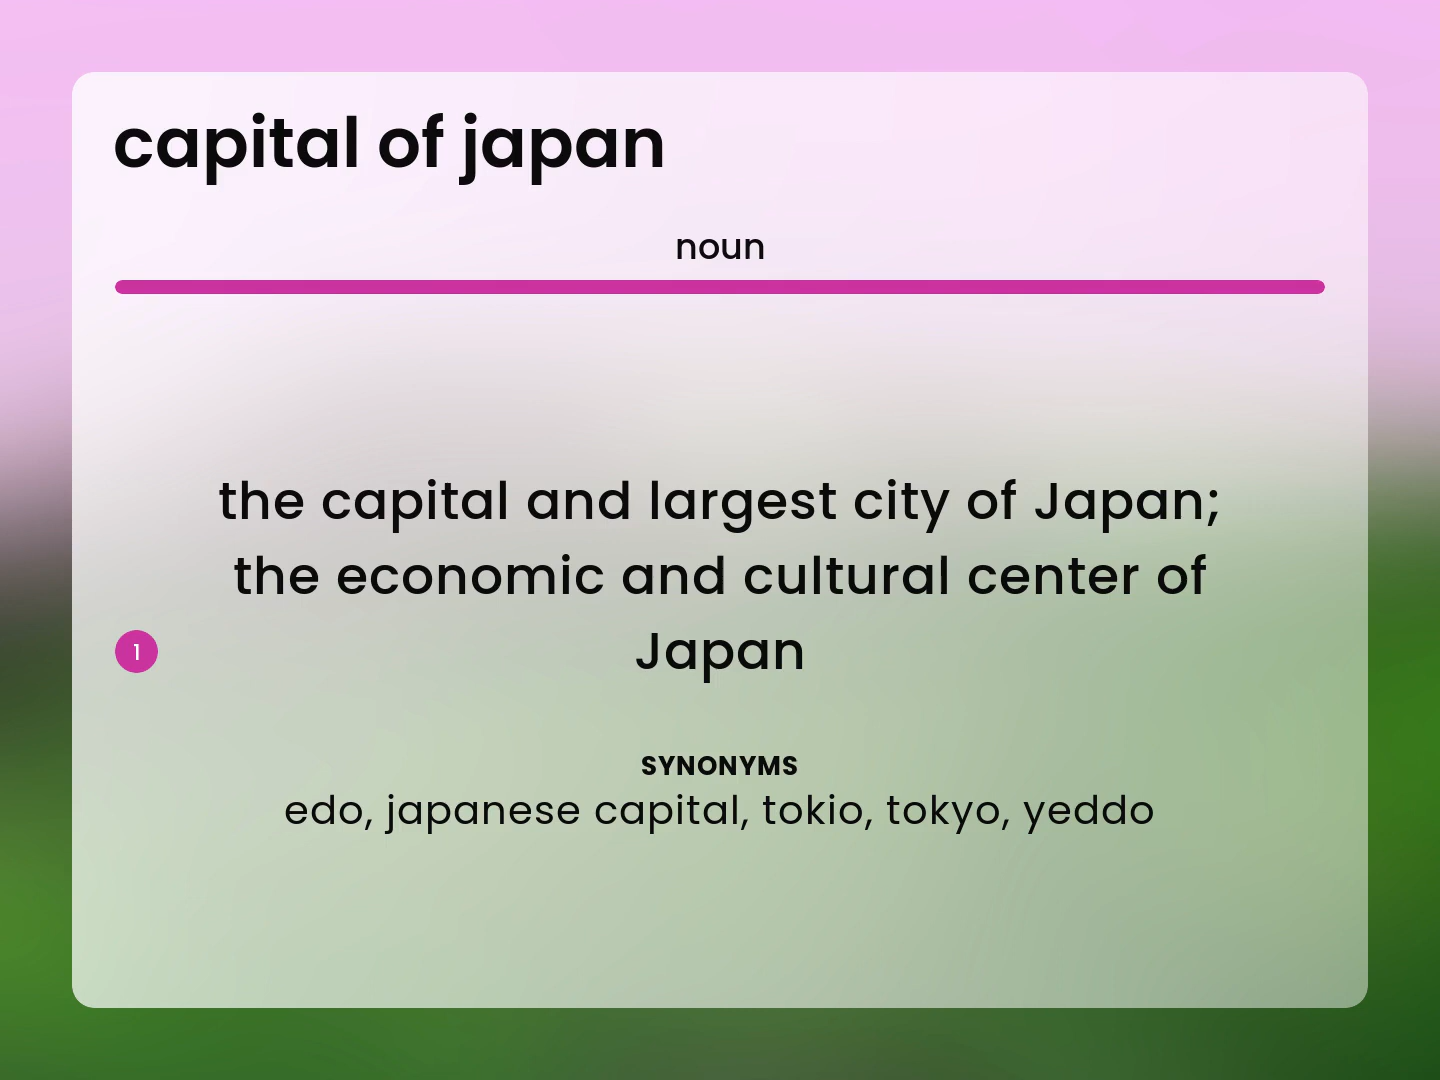 capital of japan
noun
the capital and largest city of Japan;
the economic and cultural center of
Japan
1
SYNONYMS
edo, japanese capital, tokio, tokyo, yeddo